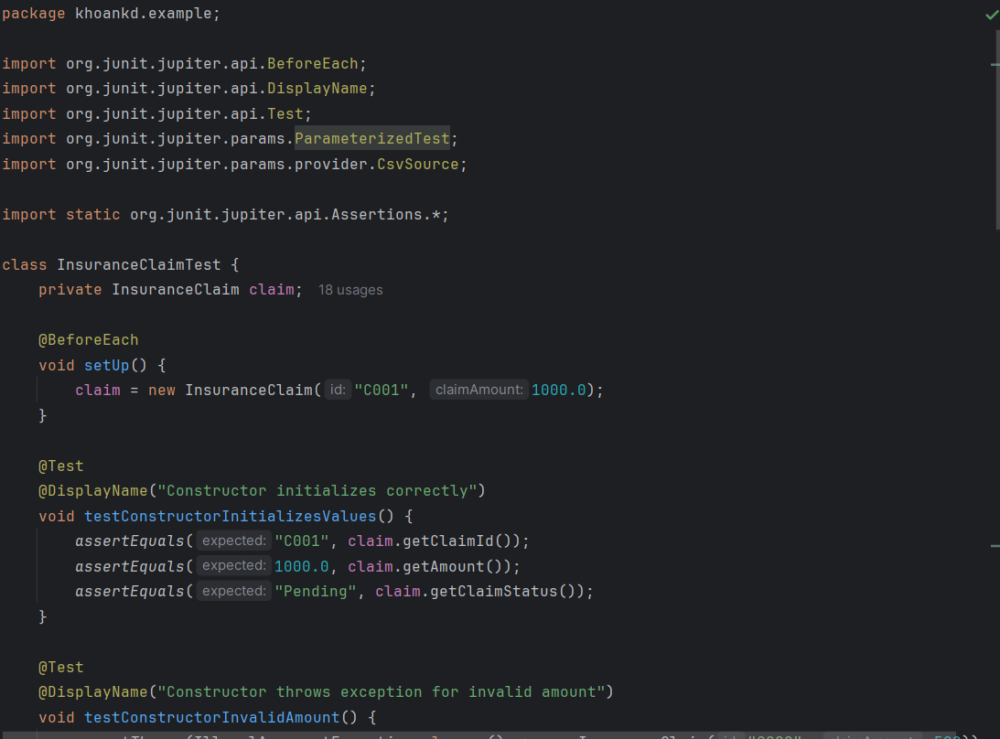 package khoankd.example;
import org.junit.jupiter.api.BeforeEach;
import org.junit.jupiter.api.DisplayName;
import org.junit.jupiter.api.Test;
import org.junit.jupiter.params.ParameterizedTest;
import org.junit.jupiter.params.provider.CsvSource;
import static org.junit.jupiter.api.Assertions.*;
class InsuranceClaimTest {
private InsuranceClaim claim; 18 usages
@BeforeEach
void setUp() {
claim = new InsuranceClaim( id: "C001", claimAmount: 1000.0);
}
@Test
@DisplayName("Constructor initializes correctly")
void testConstructorInitializesValues() {
assertEquals( expected: "C001", claim.getClaimId());
assertEquals( expected: 1000.0, claim.getAmount());
assertEquals( expected: "Pending", claim.getClaimStatus());
}
@Test
@DisplayName("Constructor throws exception for invalid amount")
void testConstructorInvalidAmount() {